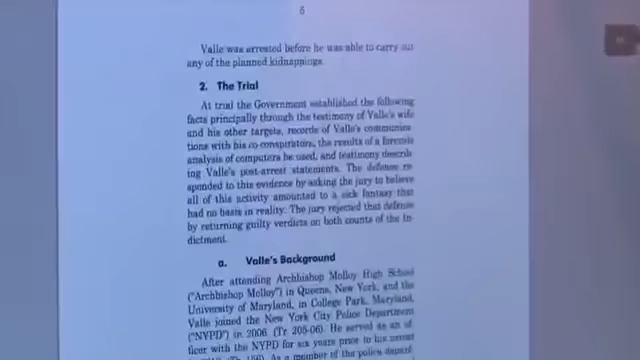 6
Valle was arrested before he was able to carry out
any of the planned kidnappings.
2. The Trial
At trial the Government established the following
facts principally through the testimony of Valle's wife
and his other targets, records of Valle's communica-
tions with his co-conspirators, the results of a forensic
analysis of computers he used, and testimony describ-
ing Valle's post-arrest statements. The defense re-
sponded to this evidence by asking the jury to believe
all of this activity amounted to a sick fantasy that
had no basis in reality. The jury rejected that defense
by returning guilty verdicts on both counts of the In-
dictment.
a. Valle's Background
After attending Archbishop Molloy High School
("Archbishop Molloy") in Queens, New York, and the
University of Maryland, in College Park, Maryland,
Valle joined the New York City Police Department
("NYPD") in 2006. (Tr. 205-06). He served as an of-
ficer with the NYPD for six years prior to his arrest
As a member of the police depart-